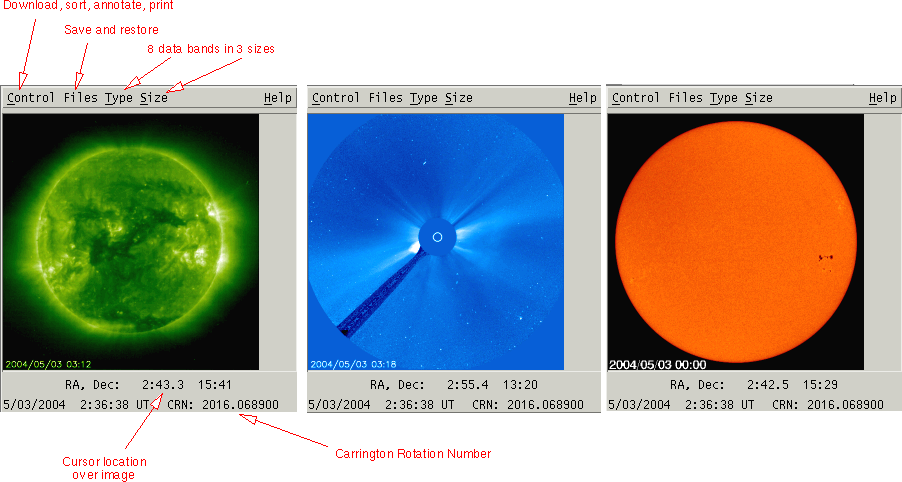 Download, sort, annotate, print
Save and restore
8 data bands in 3 sizes
Control Files Type Size Help
Control Files Type Size Help
Control Files Type Size Help
2004/05/03 03:12
2004/05/03 03:18
2004/05/03 00:00
RA, Dec: 2:43.3 15:41
5/03/2004 2:36:38 UT CRN: 2016.068900
RA, Dec: 2:55.4 13:20
5/03/2004 2:36:38 UT CRN: 2016.068900
RA, Dec: 2:42.5 15:29
5/03/2004 2:36:38 UT CRN: 2016.068900
Cursor location
over image
Carrington Rotation Number